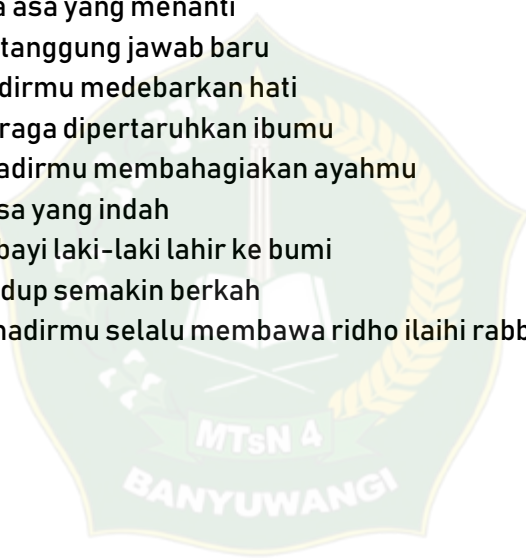 asa yang menanti
tanggung jawab baru
dirmu medebarkan hati
raga dipertaruhkan ibumu
adirmu membahagiakan ayahmu
sa yang indah
bayi laki-laki lahir ke bumi
dup semakin berkah
nadirmu selalu membawa ridho ilaihi rabb
MTsN 4
BANYUWANGI